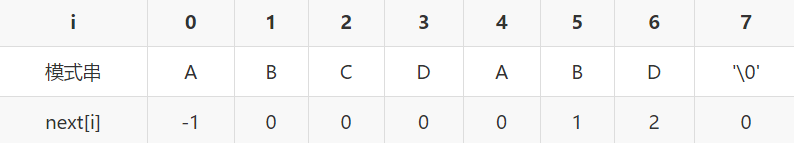 i 0 1 2 3 4 5 6 7
模式串 A B C D A B D '\0'
next[i] -1 0 0 0 0 1 2 0